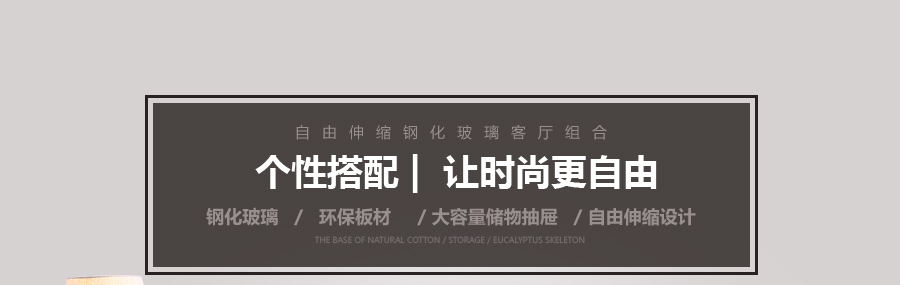 自由伸缩钢化玻璃客厅组合
个性搭配| 让时尚更自由
钢化玻璃 / 环保板材 / 大容量储物抽屉 / 自由伸缩设计
THE BASE OF NATURAL COTTON / STORAGE / EUCALYPTUS SKELETON